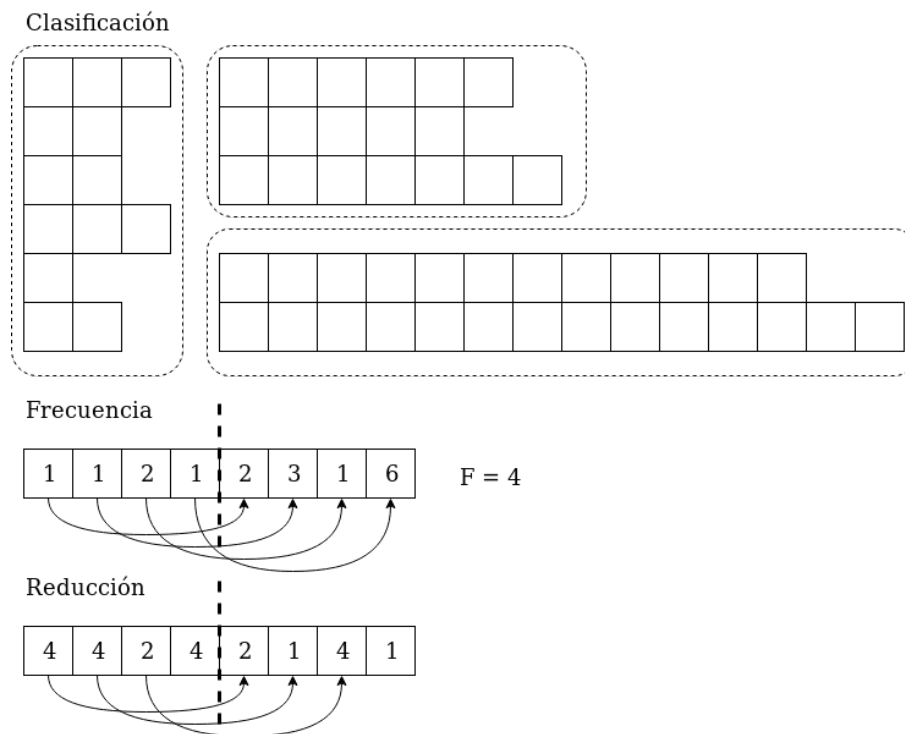 Clasificación
Frecuencia
1 1 2 1 2 3 1 6
F = 4
Reducción
4 4 2 4 2 1 4 1